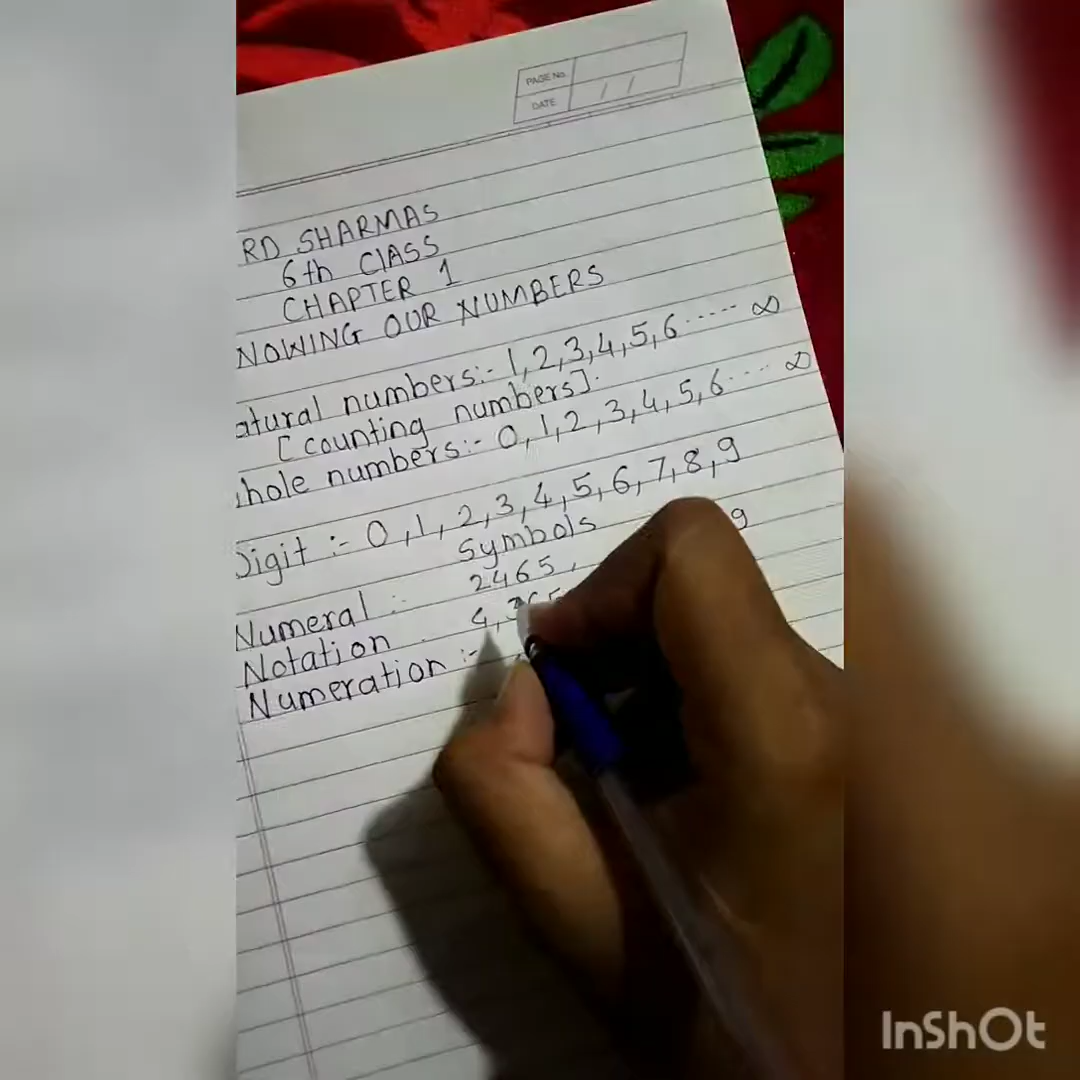 PAGE No.
DATE / /
RD SHARMAS
6th ClASS
CHAPTER 1
NOWING OUR NUMBERS
atural numbers:- 1,2,3,4,5,6 ...... ∞
[counting numbers].
hole numbers:- 0,1,2,3,4,5,6 .... ∞
Digit :- 0,1,2,3,4,5,6,7,8,9
Symbols
Numeral : 2465, 9
Notation
Numeration :-
InShOt